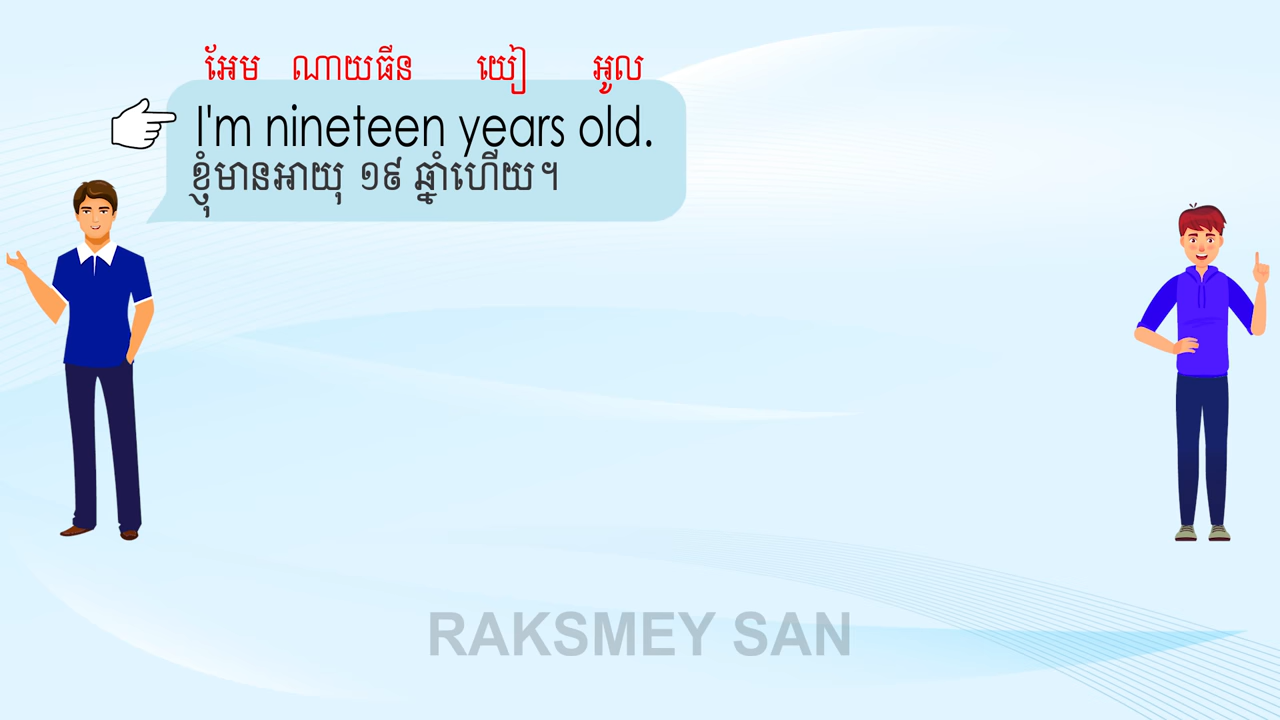 អែម ណាយធីន យៀ អូល
I'm nineteen years old.
ខ្ញុំមានអាយុ ១៩ ឆ្នាំហើយ។
RAKSMEY SAN